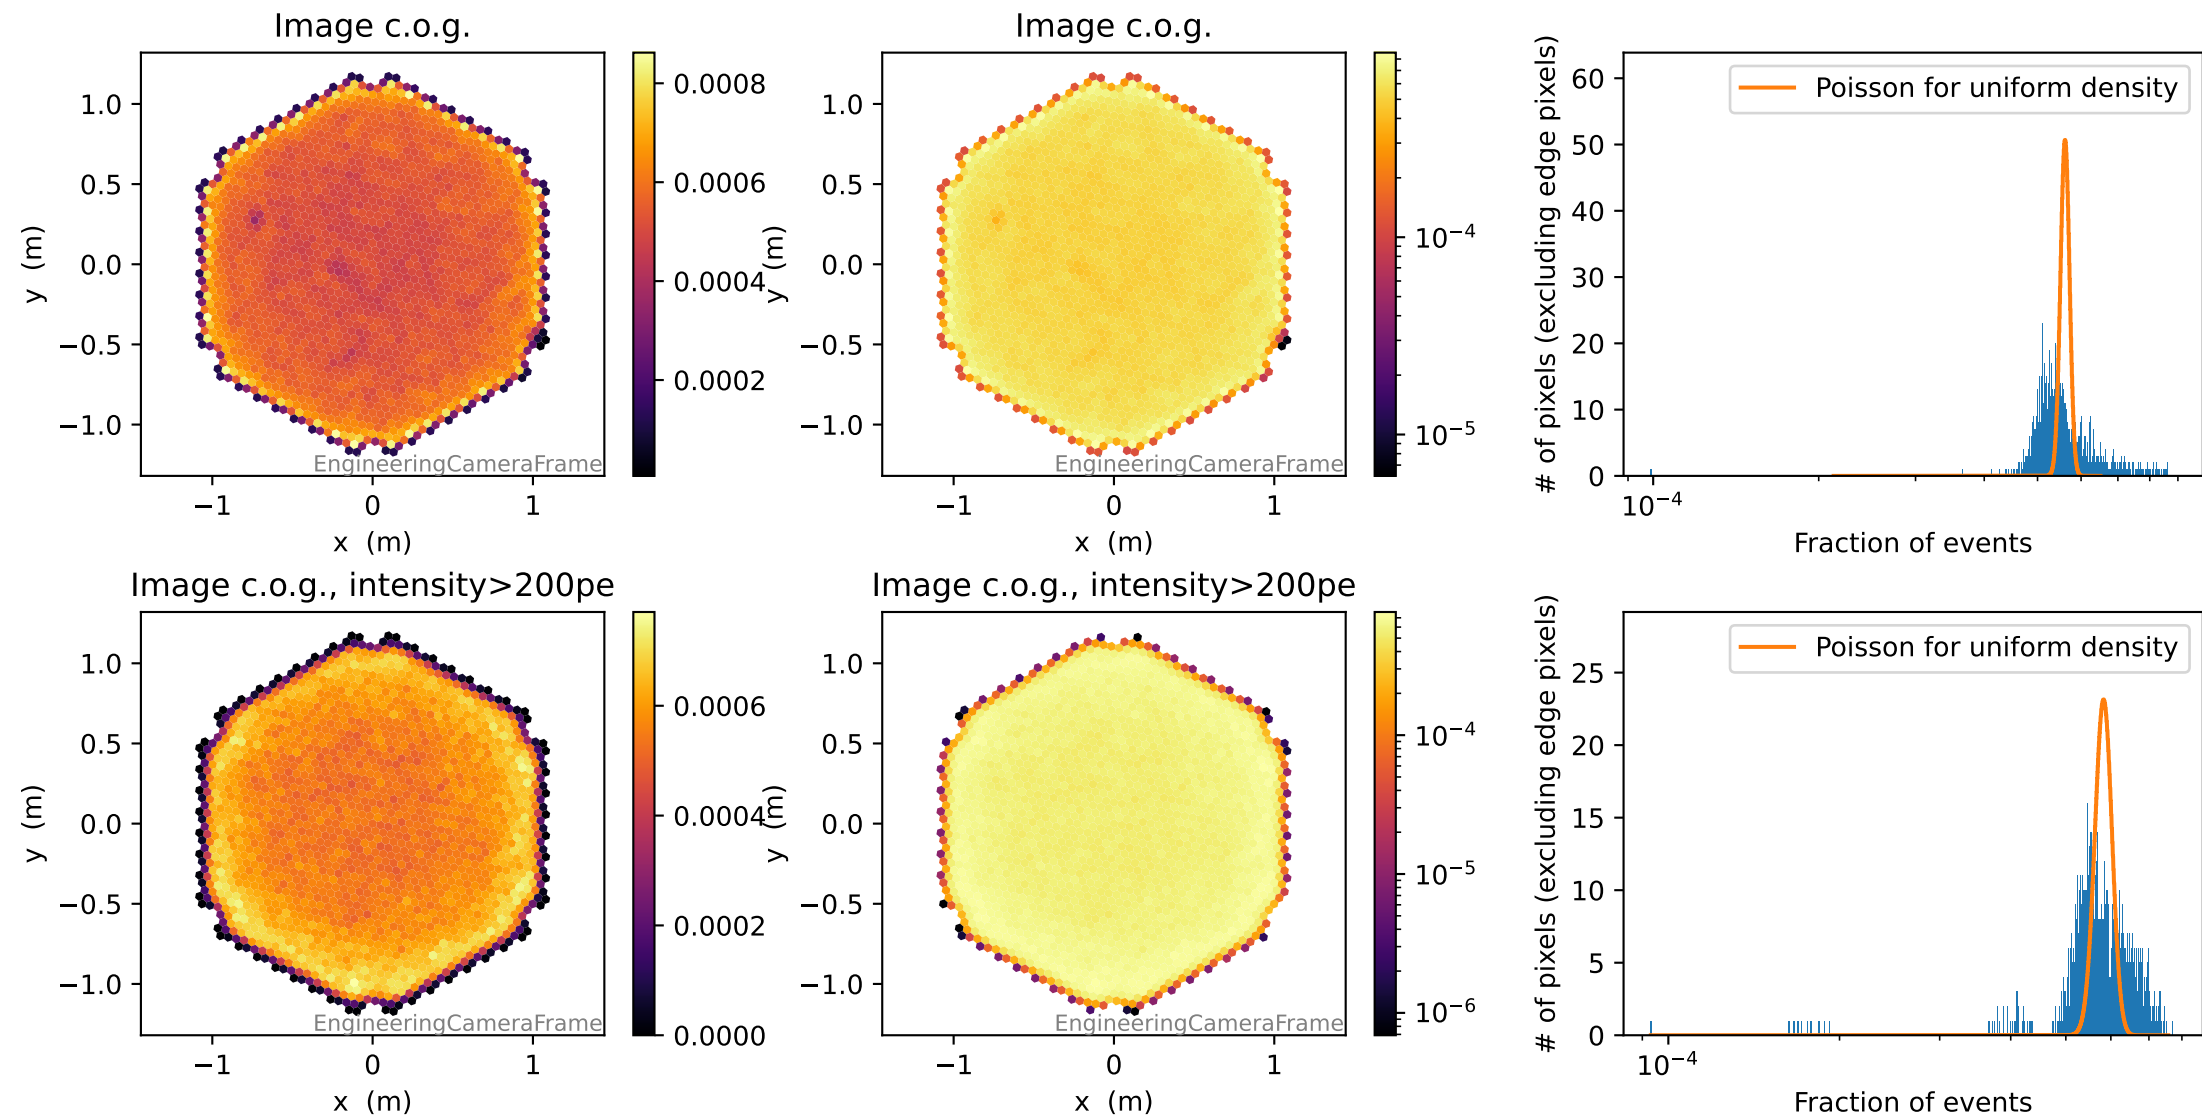 Image c.o.g.
1.0
0.5
0.0
−0.5
−1.0
y (m)
EngineeringCameraFrame
−1
0
1
x (m)
0.0008
0.0006
0.0004
0.0002
Image c.o.g.
1.0
0.5
0.0
−0.5
−1.0
y (m)
EngineeringCameraFrame
−1
0
1
x (m)
10⁻⁴
10⁻⁵
# of pixels (excluding edge pixels)
60
50
40
30
20
10
0
Poisson for uniform density
10⁻⁴
Fraction of events
Image c.o.g., intensity>200pe
1.0
0.5
0.0
−0.5
−1.0
y (m)
EngineeringCameraFrame
−1
0
1
x (m)
0.0006
0.0004
0.0002
0.0000
Image c.o.g., intensity>200pe
1.0
0.5
0.0
−0.5
−1.0
y (m)
EngineeringCameraFrame
−1
0
1
x (m)
10⁻⁴
10⁻⁵
10⁻⁶
# of pixels (excluding edge pixels)
25
20
15
10
5
0
Poisson for uniform density
10⁻⁴
Fraction of events